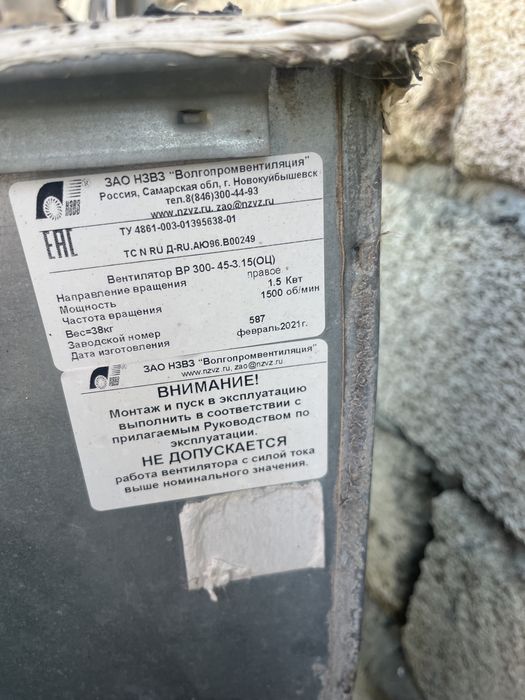 ЗАО НЗВЗ "Волгопромвентиляция"
Россия, Самарская обл, г. Новокуйбышевск
тел.8(846)300-44-93
www.nzvz.ru, zao@nzvz.ru
НЗВЗ
ТУ 4861-003-01395638-01
ЕАС
ТС N RU Д-RU.АЮ96.В00249
Вентилятор ВР 300- 45-3.15(ОЦ)
Направление вращения правое
Мощность 1.5 Квт
Частота вращения 1500 об/мин
Вес=38кг
Заводской номер 587
Дата изготовления февраль2021г.
ЗАО НЗВЗ "Волгопромвентиляция"
www.nzvz.ru, zao@nzvz.ru
НЗВЗ
ВНИМАНИЕ!
Монтаж и пуск в эксплуатацию
выполнить в соответствии с
прилагаемым Руководством по
эксплуатации.
НЕ ДОПУСКАЕТСЯ
работа вентилятора с силой тока
выше номинального значения.